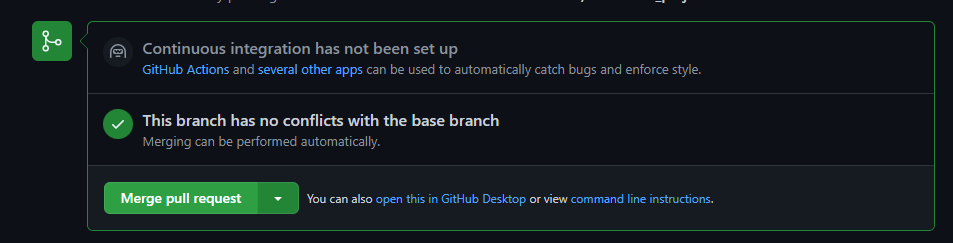 Continuous integration has not been set up
GitHub Actions and several other apps can be used to automatically catch bugs and enforce style.
This branch has no conflicts with the base branch
Merging can be performed automatically.
Merge pull request
You can also open this in GitHub Desktop or view command line instructions.